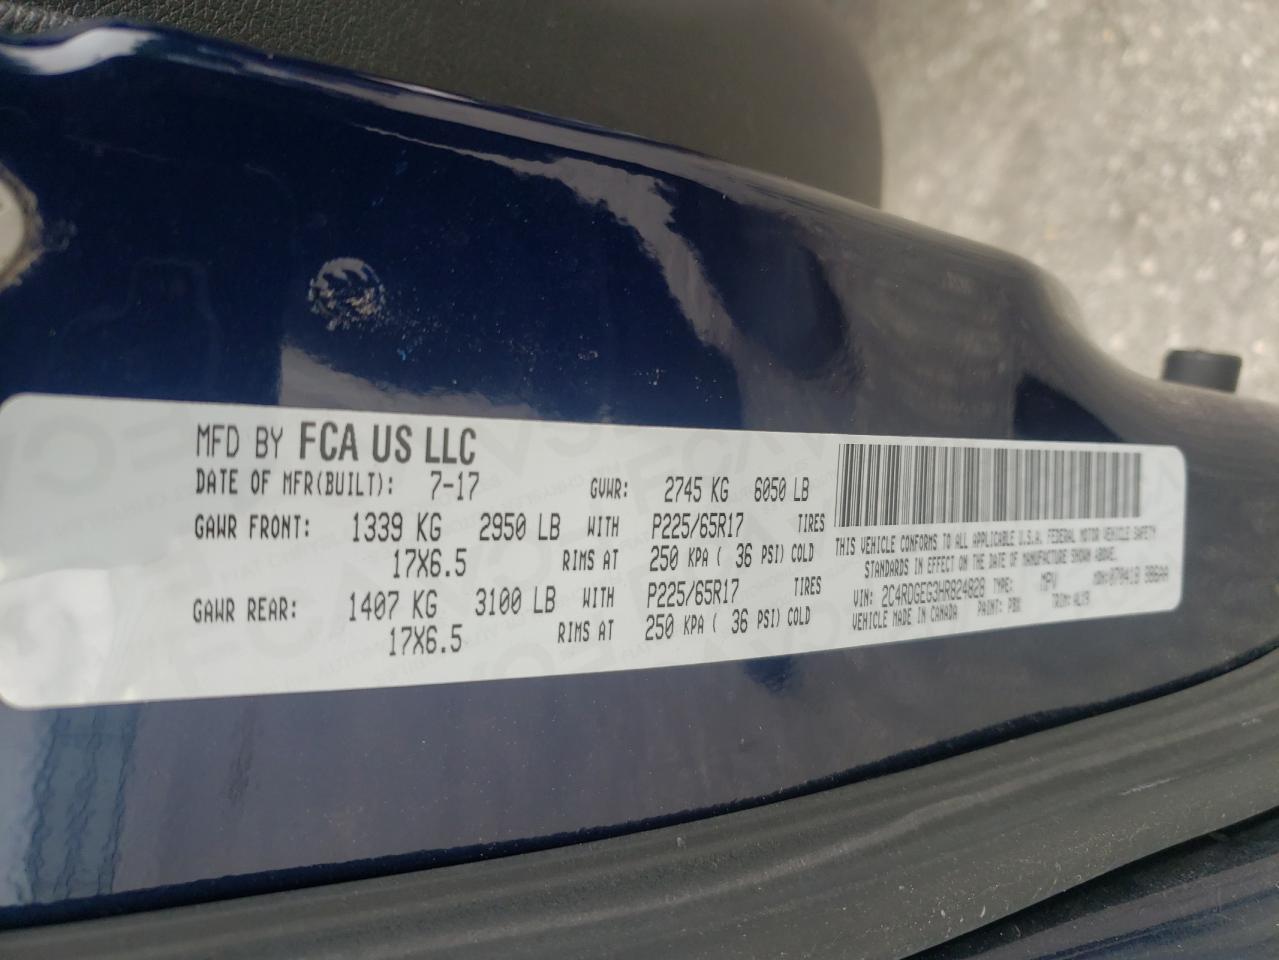 MFD BY FCA US LLC
DATE OF MFR(BUILT): 7-17 GVWR: 2745 KG 6050 LB
GAWR FRONT: 1339 KG 2950 LB WITH P225/65R17 TIRES
17X6.5 RIMS AT 250 KPA ( 36 PSI) COLD
GAWR REAR: 1407 KG 3100 LB WITH P225/65R17 TIRES
17X6.5 RIMS AT 250 KPA ( 36 PSI) COLD
THIS VEHICLE CONFORMS TO ALL APPLICABLE U.S.A. FEDERAL MOTOR VEHICLE SAFETY
STANDARDS IN EFFECT ON THE DATE OF MANUFACTURE SHOWN ABOVE.
VIN: 2C4RDGEG3HR824828 TYPE: MPV MDH:
VEHICLE MADE IN CANADA PAINT: PBX TRIM: